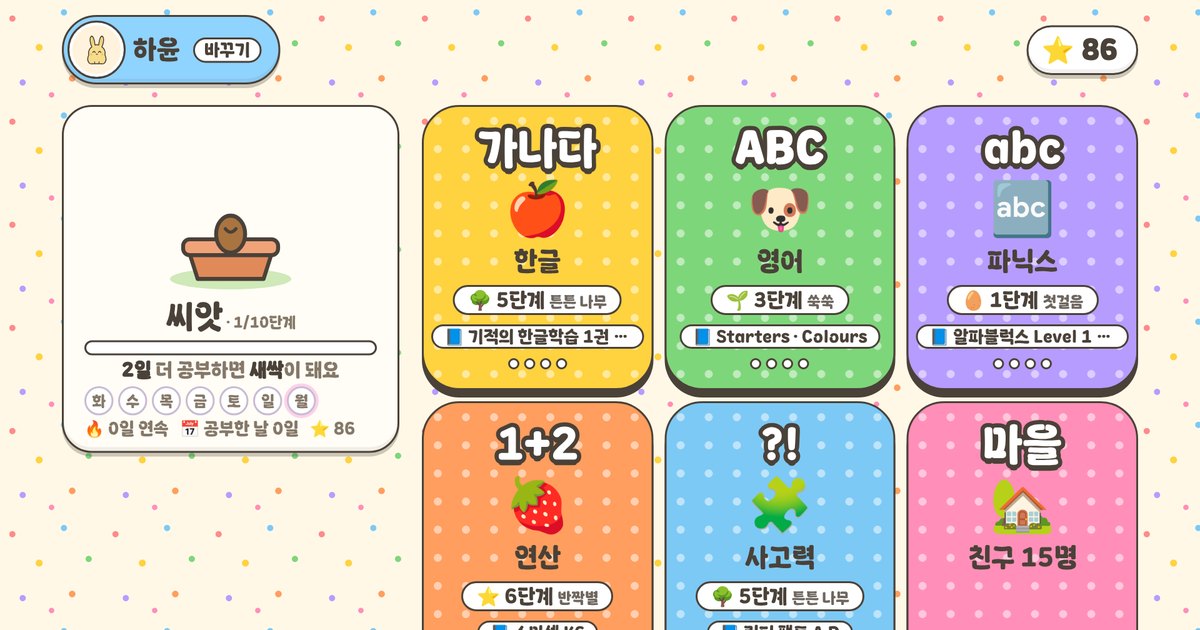 하윤 바꾸기
⭐ 86
씨앗 · 1/10단계
2일 더 공부하면 새싹이 돼요
화 수 목 금 토 일 월
🔥 0일 연속 📅 공부한 날 0일 ⭐ 86
가나다
한글
🌳 5단계 튼튼 나무
📘 기적의 한글학습 1권 ⋯
ABC
영어
🌱 3단계 쑥쑥
📘 Starters · Colours
abc
abc
파닉스
🥚 1단계 첫걸음
📘 알파블럭스 Level 1 ⋯
1+2
연산
⭐ 6단계 반짝별
?!
사고력
🌳 5단계 튼튼 나무
마을
친구 15명